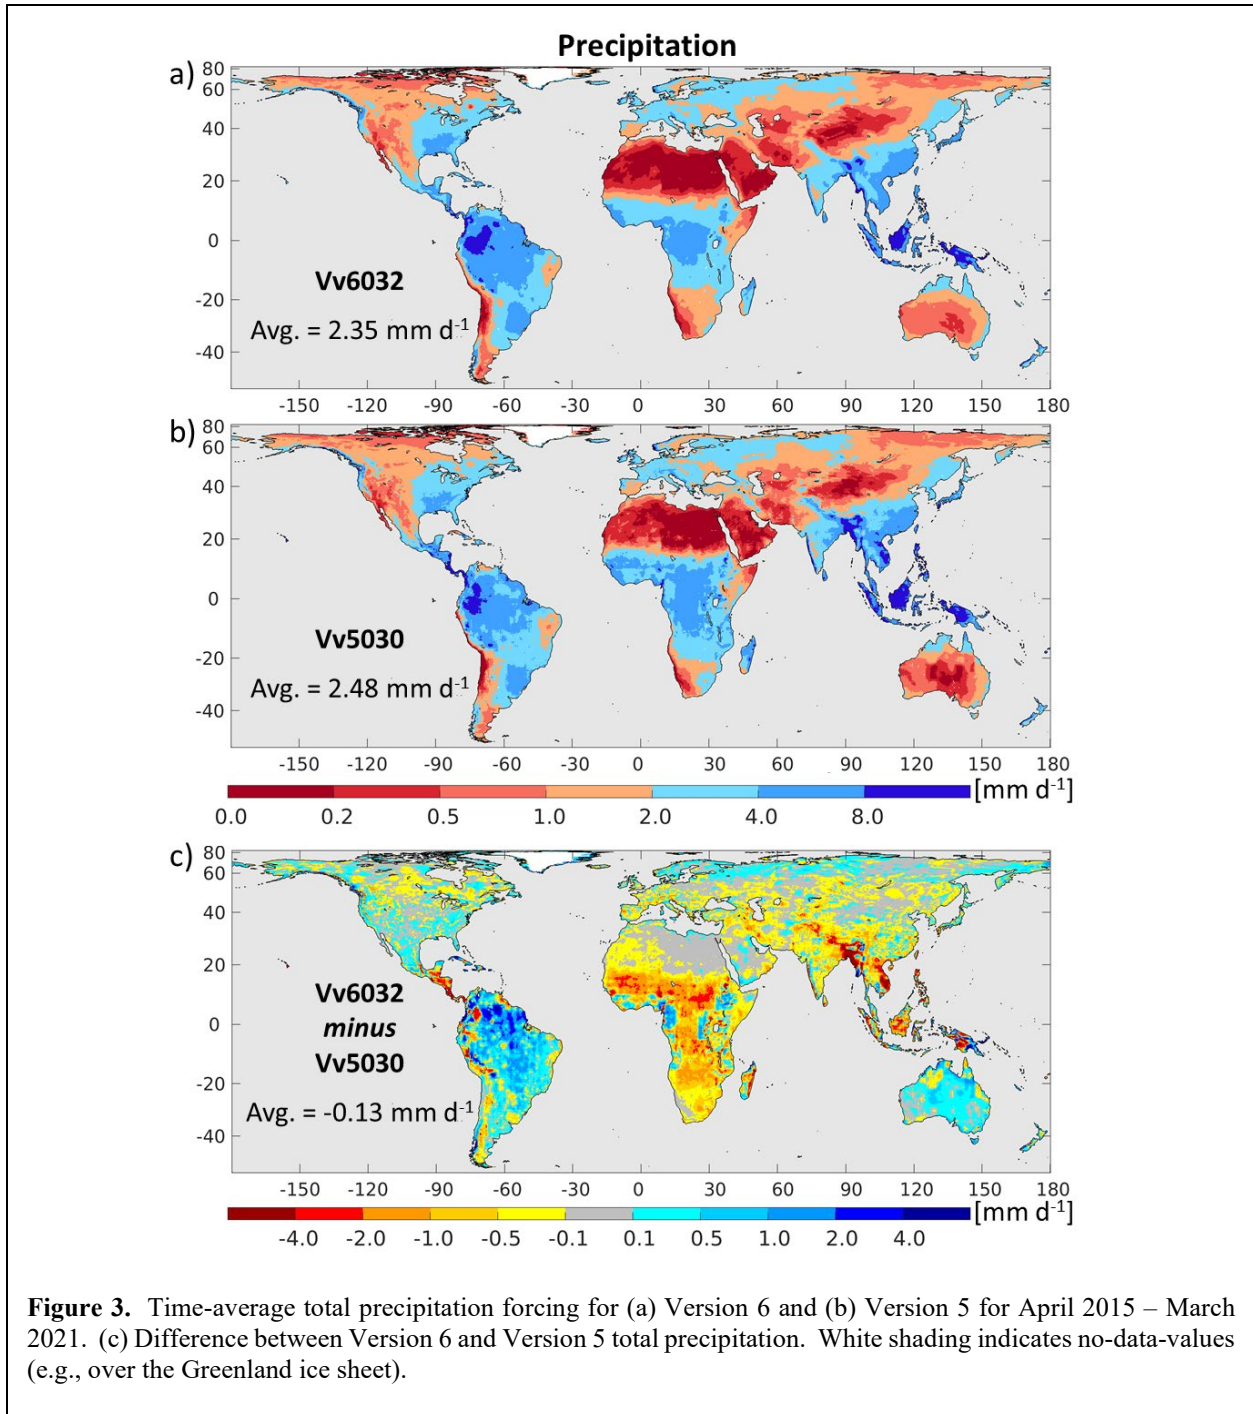 Precipitation
a)
80
60
40
20
0
-20
-40
Vv6032
Avg. = 2.35 mm d-1
-150 -120 -90 -60 -30 0 30 60 90 120 150 180
b)
80
60
40
20
0
-20
-40
Vv5030
Avg. = 2.48 mm d-1
-150 -120 -90 -60 -30 0 30 60 90 120 150 180
[mm d-1]
0.0 0.2 0.5 1.0 2.0 4.0 8.0
c)
80
60
40
20
0
-20
-40
Vv6032
minus
Vv5030
Avg. = -0.13 mm d-1
-150 -120 -90 -60 -30 0 30 60 90 120 150 180
[mm d-1]
-4.0 -2.0 -1.0 -0.5 -0.1 0.1 0.5 1.0 2.0 4.0
Figure 3. Time-average total precipitation forcing for (a) Version 6 and (b) Version 5 for April 2015 – March
2021. (c) Difference between Version 6 and Version 5 total precipitation. White shading indicates no-data-values
(e.g., over the Greenland ice sheet).